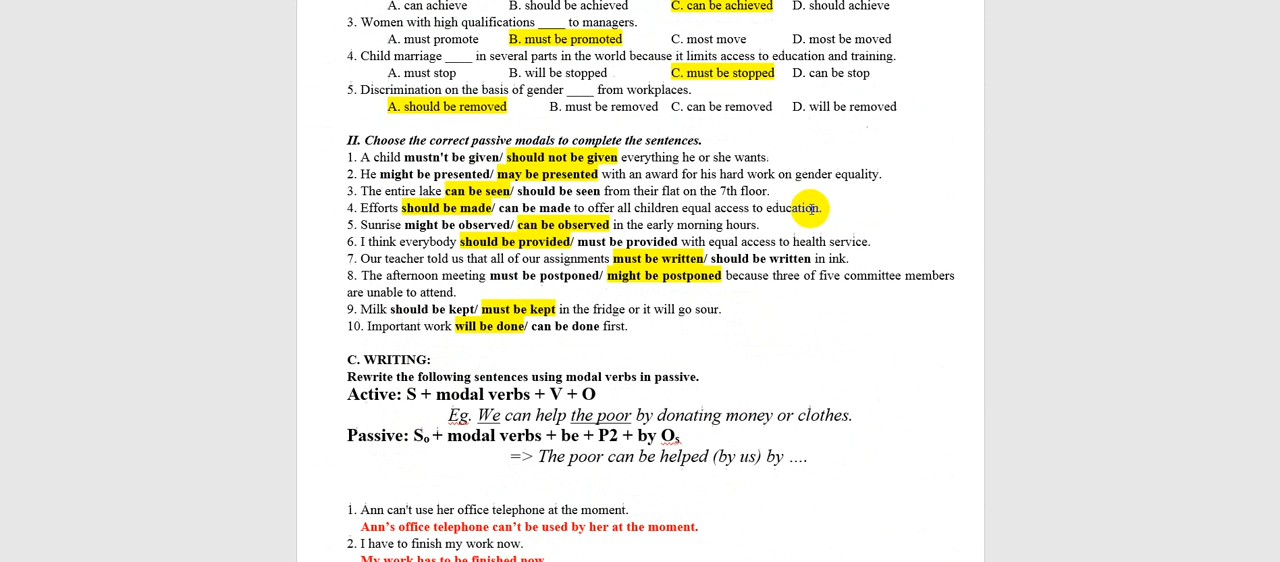 A. can achieve B. should be achieved C. can be achieved D. should achieve
3. Women with high qualifications ____ to managers.
A. must promote B. must be promoted C. most move D. most be moved
4. Child marriage ____ in several parts in the world because it limits access to education and training.
A. must stop B. will be stopped C. must be stopped D. can be stop
5. Discrimination on the basis of gender ____ from workplaces.
A. should be removed B. must be removed C. can be removed D. will be removed
II. Choose the correct passive modals to complete the sentences.
1. A child mustn't be given/ should not be given everything he or she wants.
2. He might be presented/ may be presented with an award for his hard work on gender equality.
3. The entire lake can be seen/ should be seen from their flat on the 7th floor.
4. Efforts should be made/ can be made to offer all children equal access to education.
5. Sunrise might be observed/ can be observed in the early morning hours.
6. I think everybody should be provided/ must be provided with equal access to health service.
7. Our teacher told us that all of our assignments must be written/ should be written in ink.
8. The afternoon meeting must be postponed/ might be postponed because three of five committee members
are unable to attend.
9. Milk should be kept/ must be kept in the fridge or it will go sour.
10. Important work will be done/ can be done first.
C. WRITING:
Rewrite the following sentences using modal verbs in passive.
Active: S + modal verbs + V + O
Eg. We can help the poor by donating money or clothes.
Passive: So + modal verbs + be + P2 + by Os
=> The poor can be helped (by us) by ....
1. Ann can't use her office telephone at the moment.
Ann's office telephone can't be used by her at the moment.
2. I have to finish my work now.
My work has to be finished now.